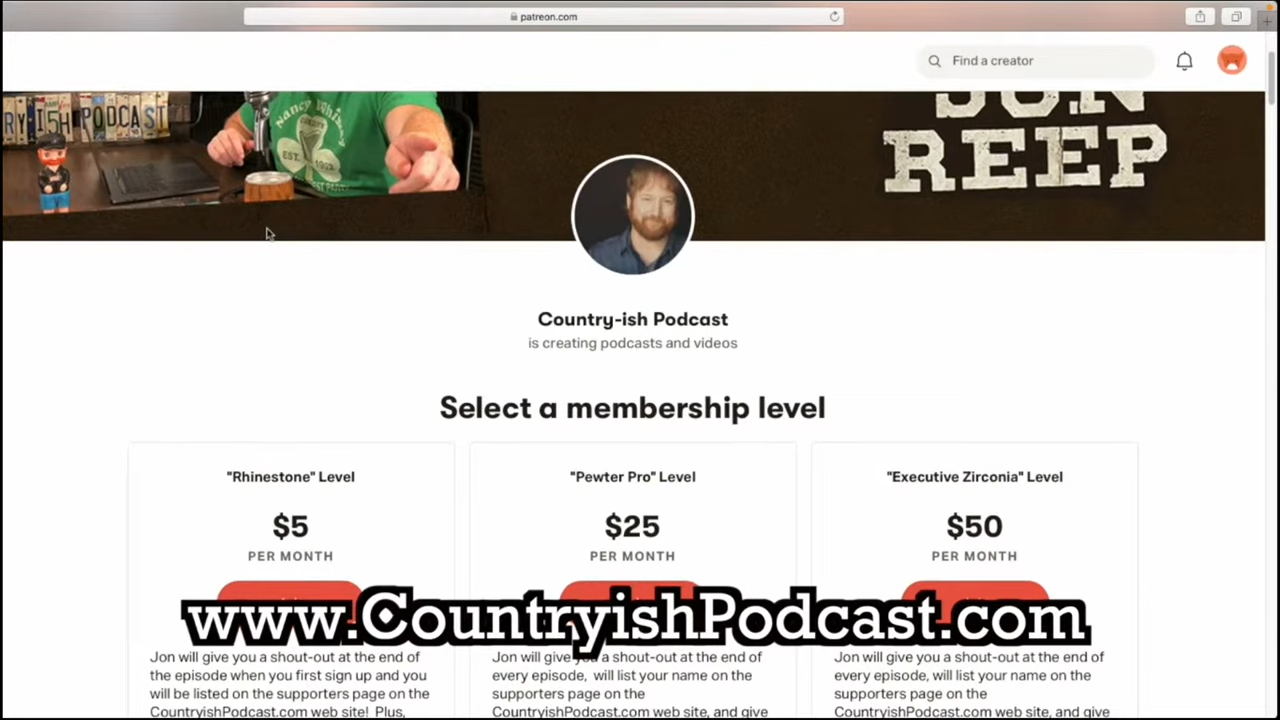 patreon.com
Find a creator
RY-ISH PODCAST
Nancy Whiskey
EST. 1902
REEP
Country-ish Podcast
is creating podcasts and videos
Select a membership level
"Rhinestone" Level
$5
PER MONTH
"Pewter Pro" Level
$25
PER MONTH
"Executive Zirconia" Level
$50
PER MONTH
www.CountryishPodcast.com
Jon will give you a shout-out at the end of
the episode when you first sign up and you
will be listed on the supporters page on the
CountryishPodcast.com web site! Plus,
Jon will give you a shout-out at the end of
every episode, will list your name on the
supporters page on the
CountryishPodcast.com web site, and give
Jon will give you a shout-out at the end of
every episode, will list your name on the
supporters page on the
CountryishPodcast.com web site, and give